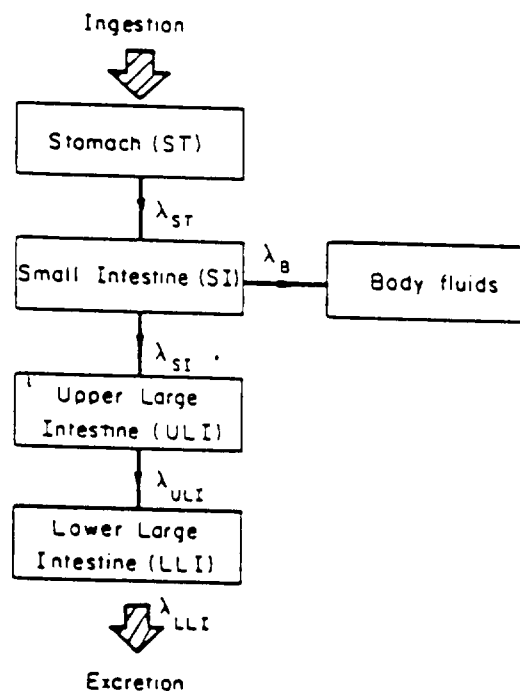 Ingestion
Stomach (ST)
λST
Small Intestine (SI)
λB
Body fluids
λSI
Upper Large
Intestine (ULI)
λULI
Lower Large
Intestine (LLI)
λLLI
Excretion